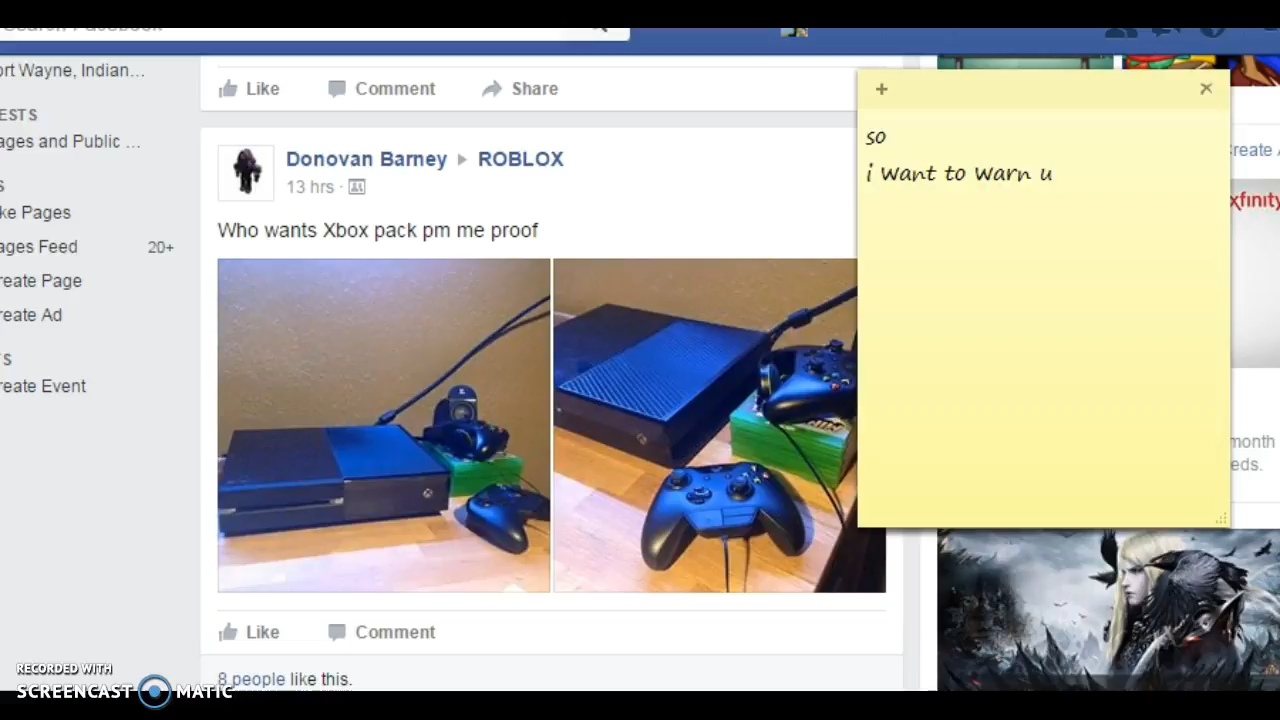 ort Wayne, Indian...
ESTS
ages and Public ...
S
ke Pages
ages Feed 20+
reate Page
reate Ad
'S
reate Event
Like Comment Share
Donovan Barney ROBLOX
13 hrs
Who wants Xbox pack pm me proof
Like Comment
8 people like this.
so
i Want to Warn u
reate A
xfinity
month
eds.
RECORDED WITH
SCREENCAST MATIC